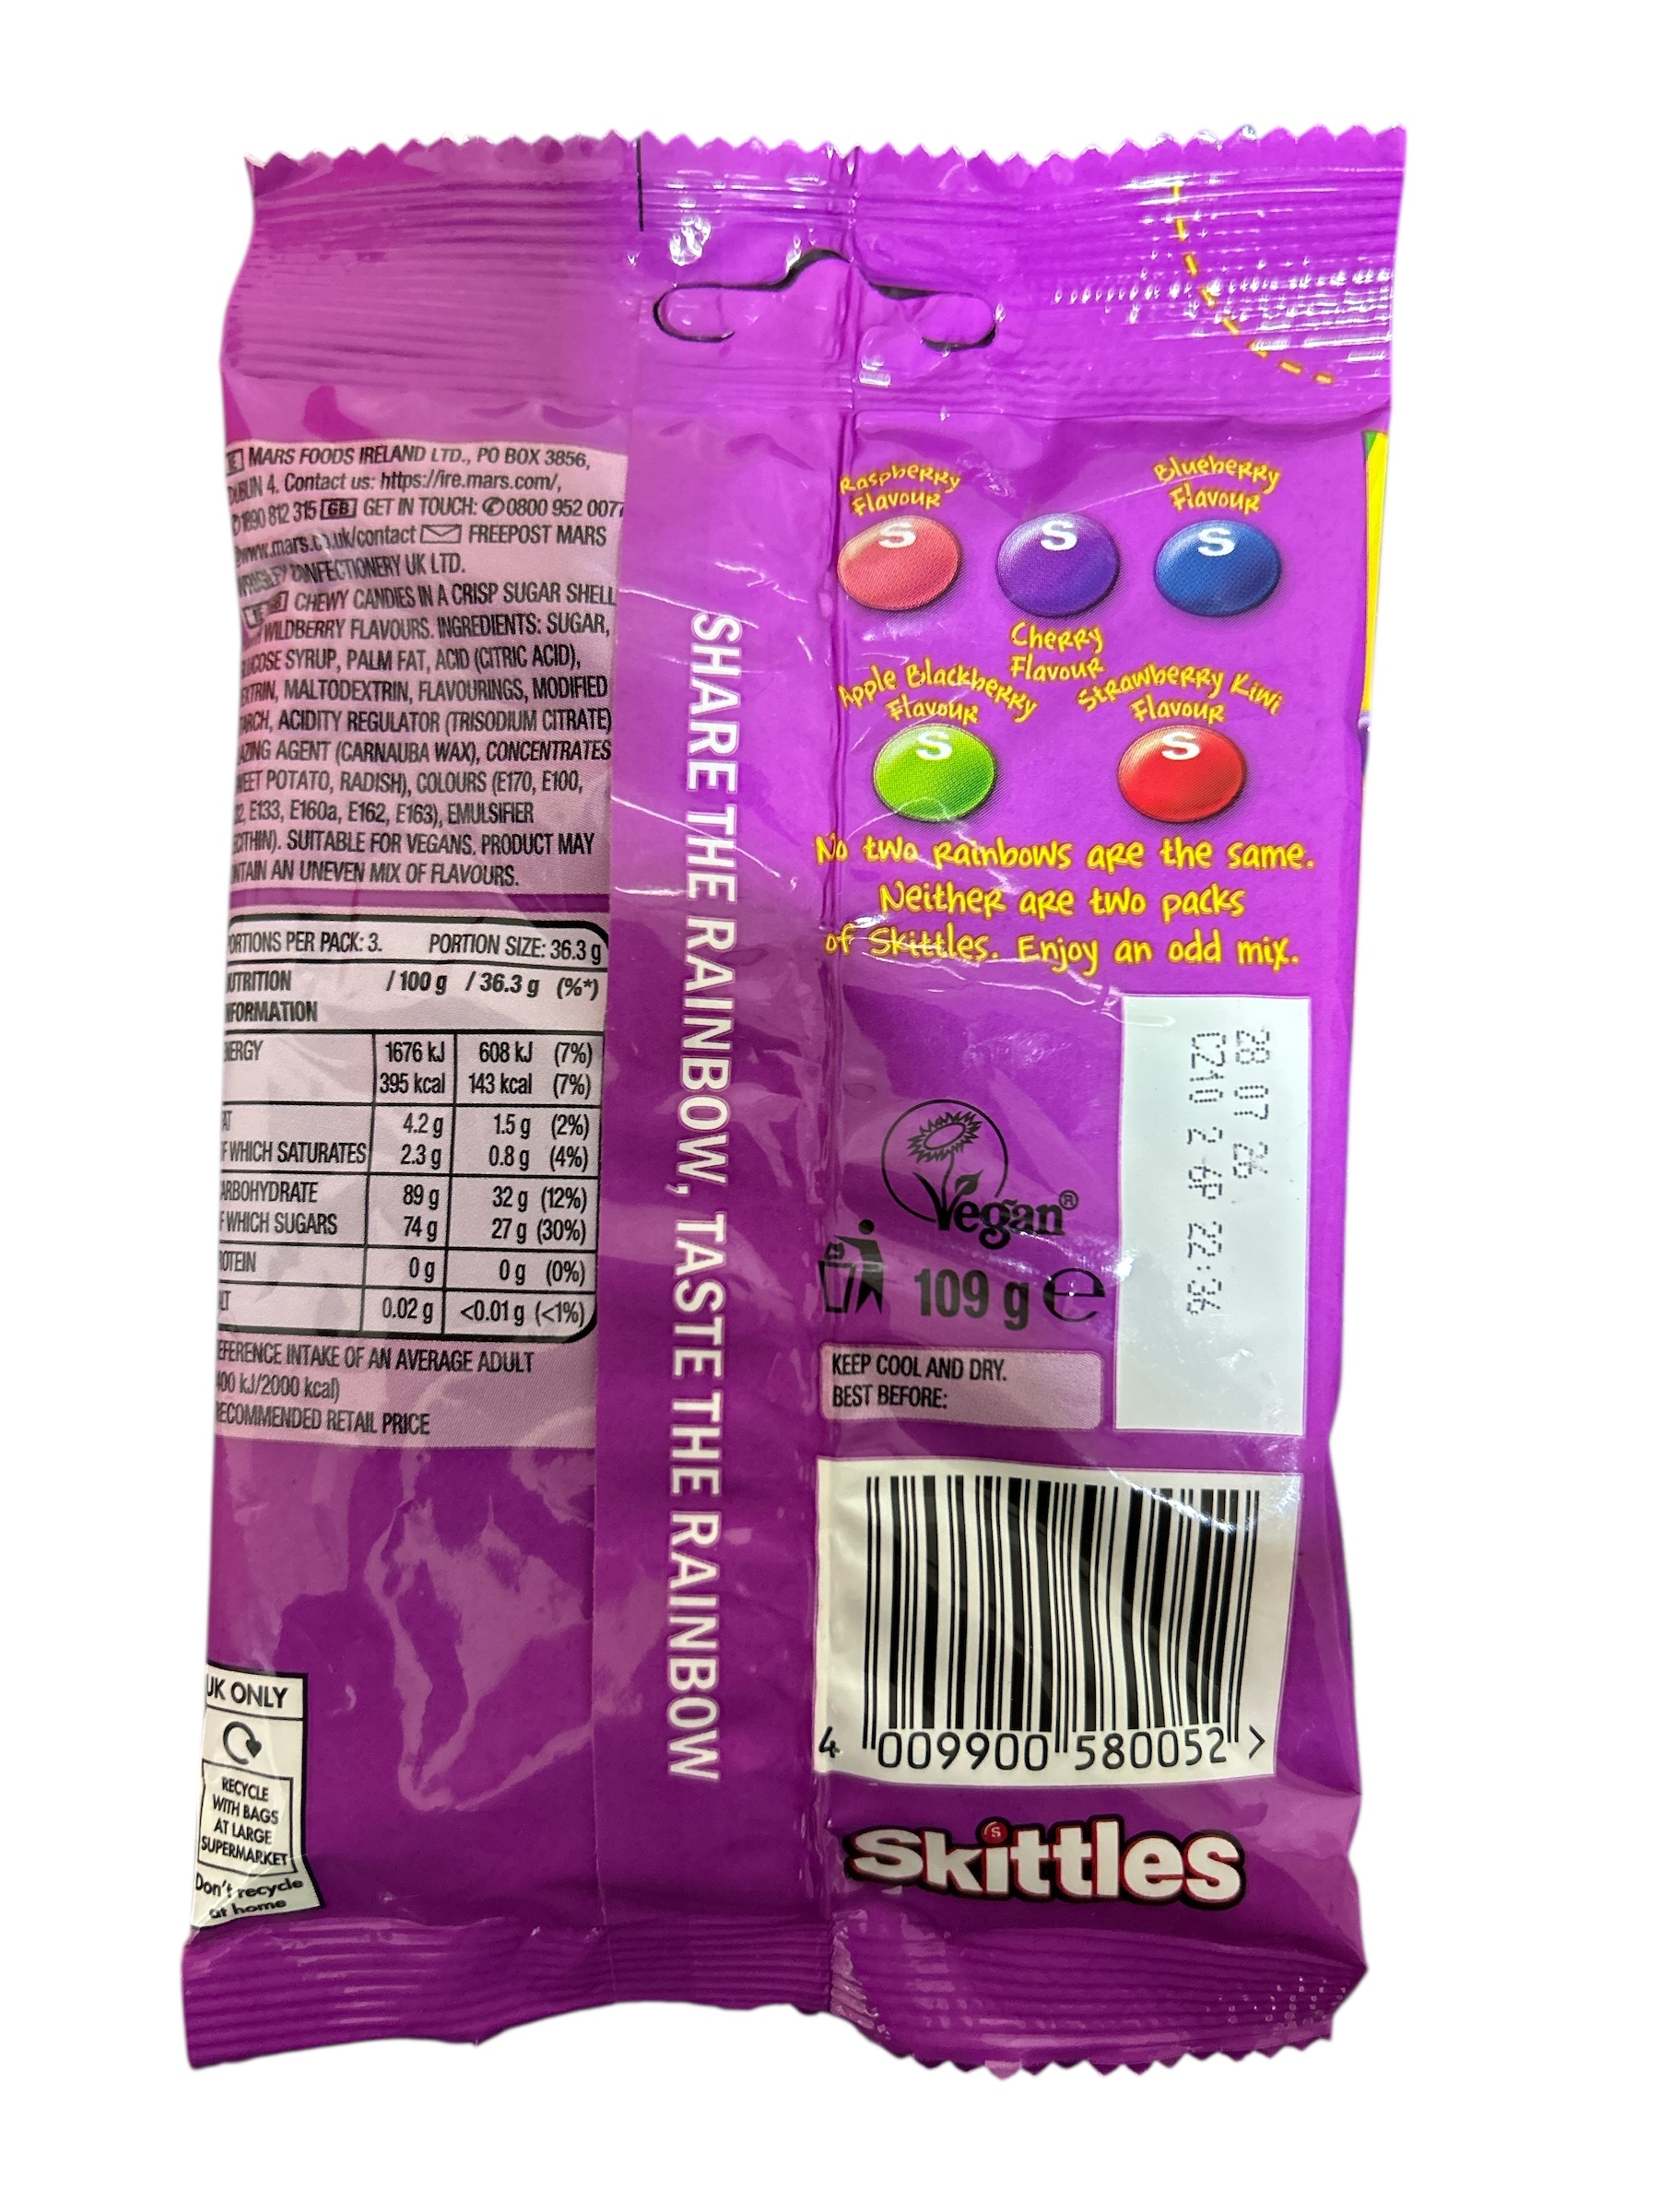 MARS FOODS IRELAND LTD., PO BOX 3856,
DUBLIN 4. Contact us: https://ire.mars.com/,
1890 812 315 GB GET IN TOUCH: 0800 952 0077
www.mars.co.uk/contact FREEPOST MARS
WRIGLEY CONFECTIONERY UK LTD.
CHEWY CANDIES IN A CRISP SUGAR SHELL
WILDBERRY FLAVOURS. INGREDIENTS: SUGAR,
SYRUP, PALM FAT, ACID (CITRIC ACID),
MALTODEXTRIN, FLAVOURINGS, MODIFIED
ACIDITY REGULATOR (TRISODIUM CITRATE)
AGENT (CARNAUBA WAX), CONCENTRATES
POTATO, RADISH), COLOURS (E170, E100,
E133, E160a, E162, E163), EMULSIFIER
SUITABLE FOR VEGANS. PRODUCT MAY
AN UNEVEN MIX OF FLAVOURS.
PORTIONS PER PACK: 3. PORTION SIZE: 36.3 g
NUTRITION / 100 g / 36.3 g (%*)
INFORMATION
ENERGY 1676 kJ 608 kJ (7%)
395 kcal 143 kcal (7%)
FAT 4.2 g 1.5 g (2%)
OF WHICH SATURATES 2.3 g 0.8 g (4%)
CARBOHYDRATE 89 g 32 g (12%)
OF WHICH SUGARS 74 g 27 g (30%)
PROTEIN 0 g 0 g (0%)
SALT 0.02 g <0.01 g (<1%)
REFERENCE INTAKE OF AN AVERAGE ADULT
kJ/2000 kcal)
RECOMMENDED RETAIL PRICE
UK ONLY
RECYCLE
WITH BAGS
AT LARGE
SUPERMARKET
Don't recycle
at home
SHARE THE RAINBOW, TASTE THE RAINBOW
Raspberry
Flavour
Blueberry
Flavour
S S S
Cherry
Flavour
Apple Blackberry
Flavour
Strawberry Kiwi
Flavour
S S
No two rainbows are the same.
Neither are two packs
of Skittles. Enjoy an odd mix.
28 07 26
22:36
Vegan®
109 g ℮
KEEP COOL AND DRY.
BEST BEFORE:
4 009900 580052 >
Skittles